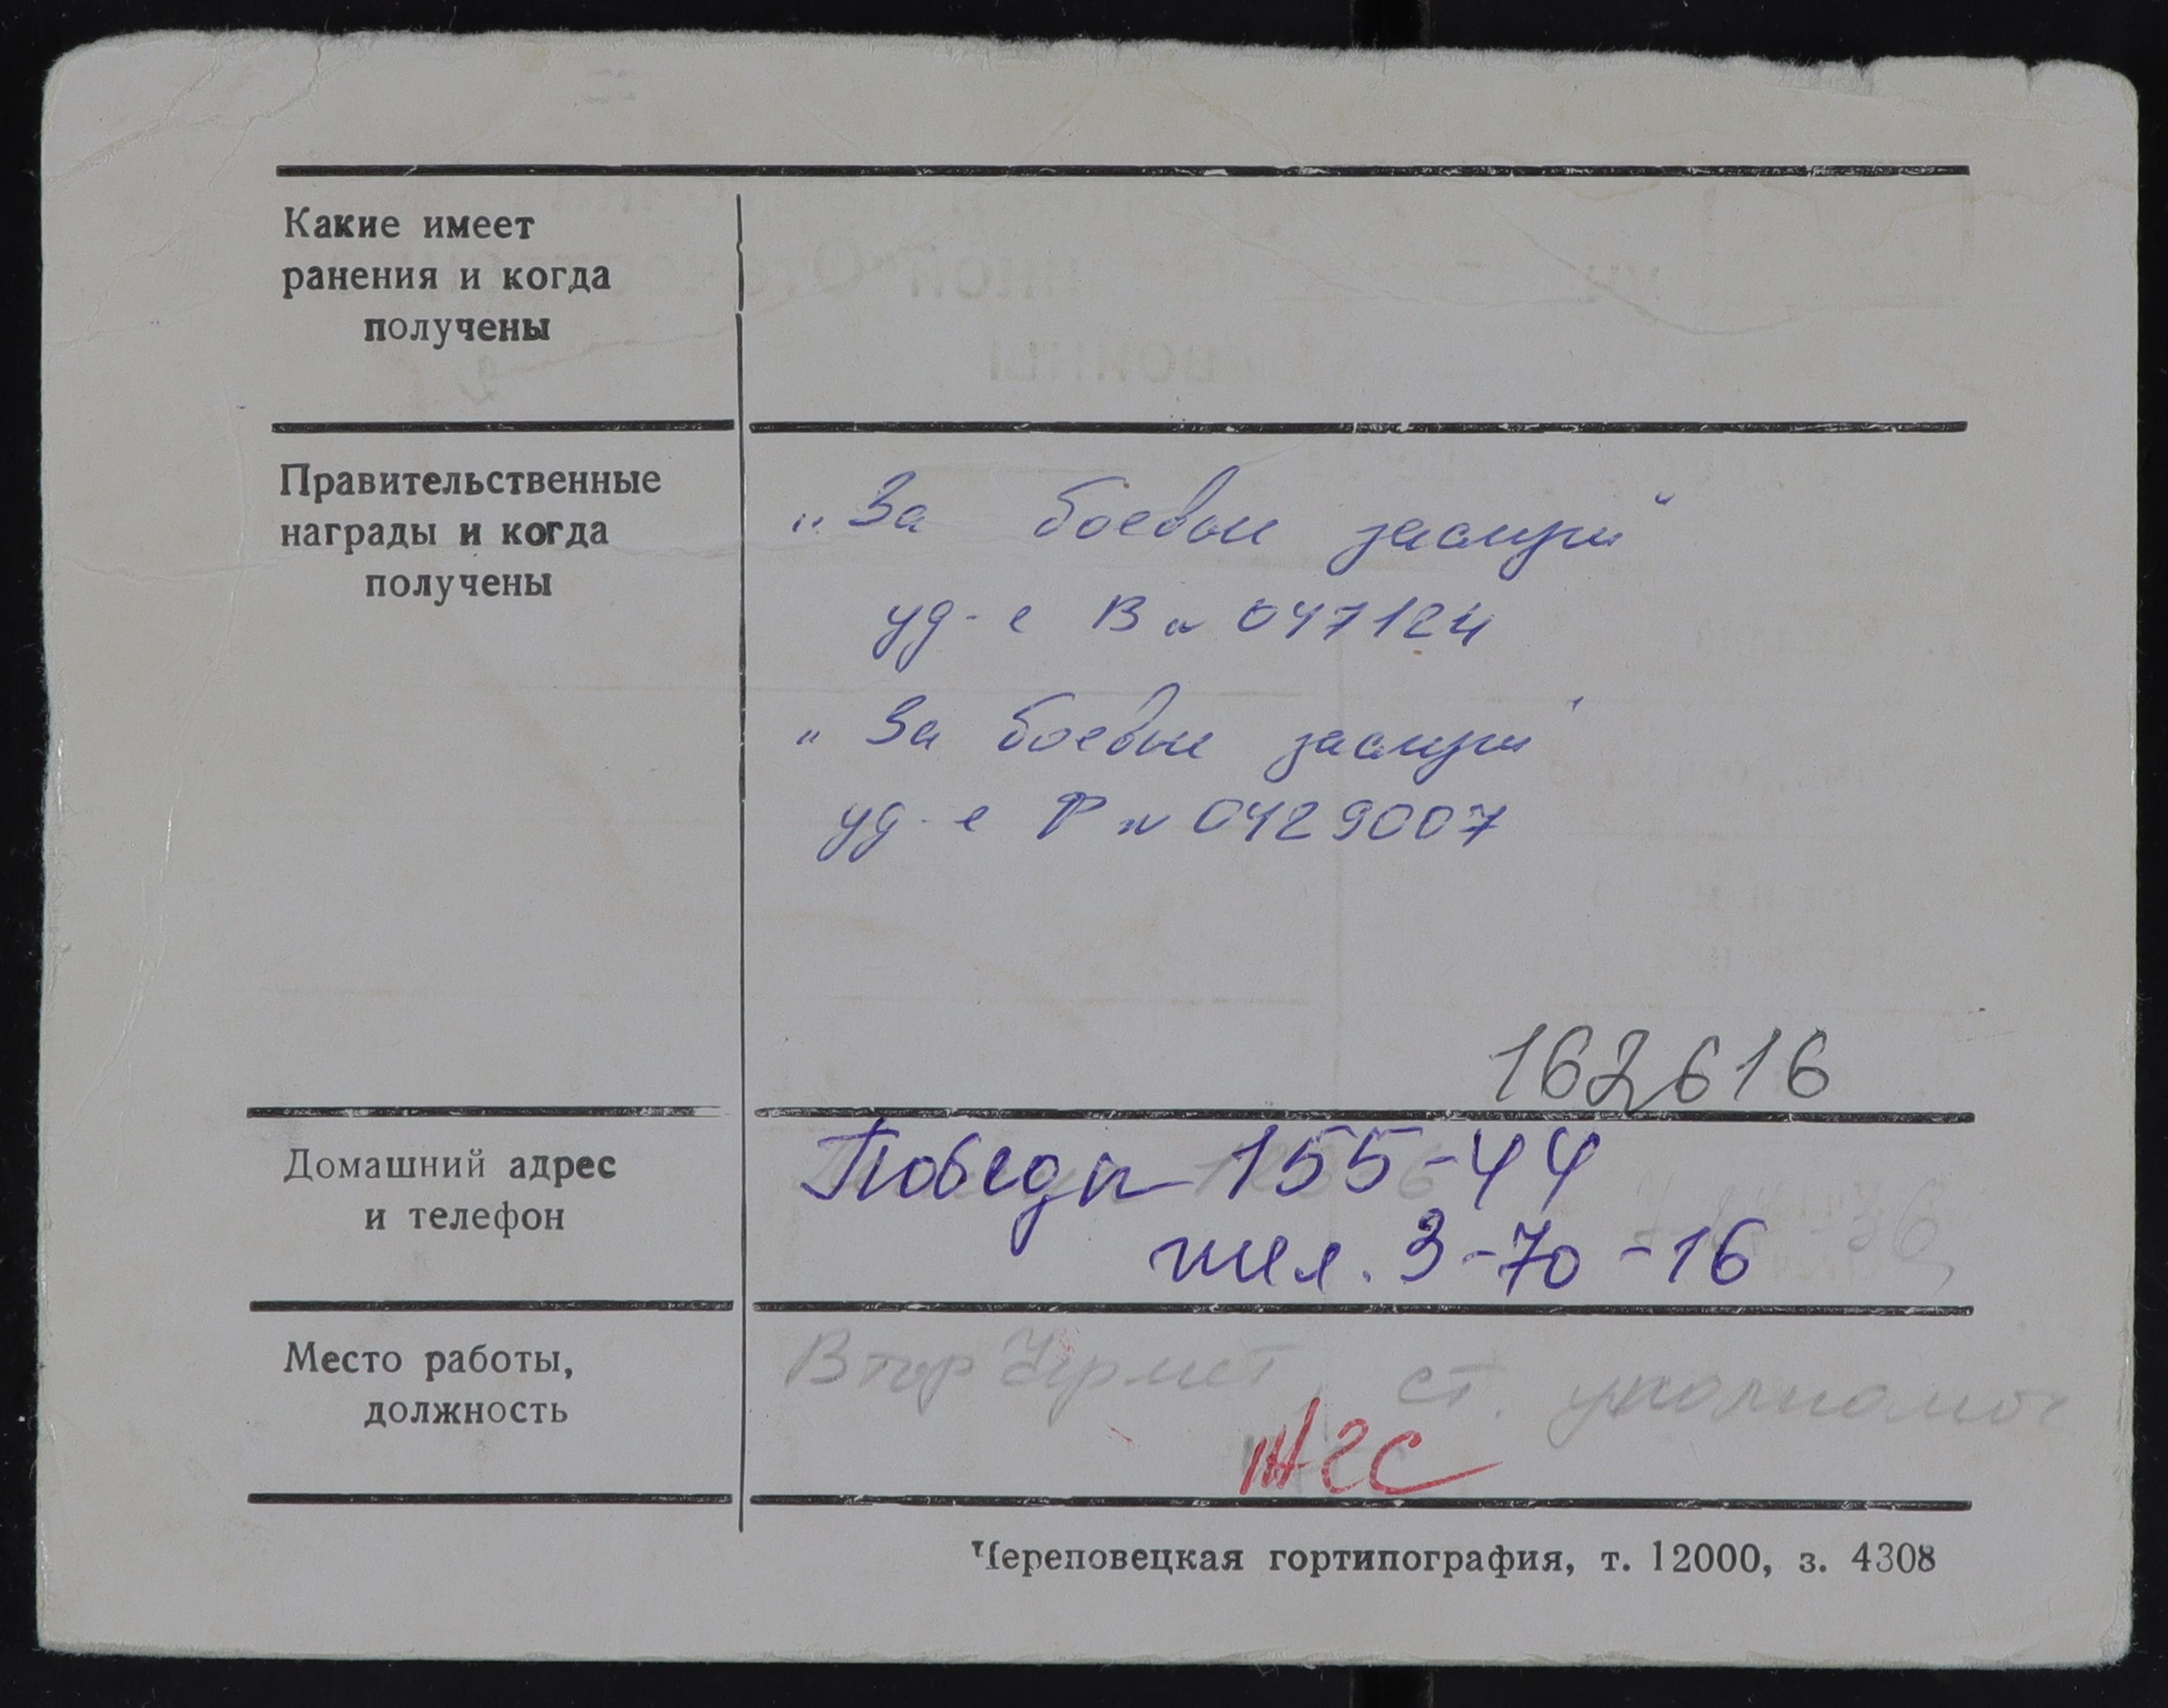 Какие имеет
ранения и когда
получены
Правительственные
награды и когда
получены
„За боевые заслуги"
уд-е В № 047124
„За боевые заслуги"
уд-е Р № 0429007
162616
Домашний адрес
и телефон
Победы 155-44
тел. 3-70-16
Место работы,
должность
Вторчермет, ст. уполномоч
Череповецкая гортипография, т. 12000, з. 4308